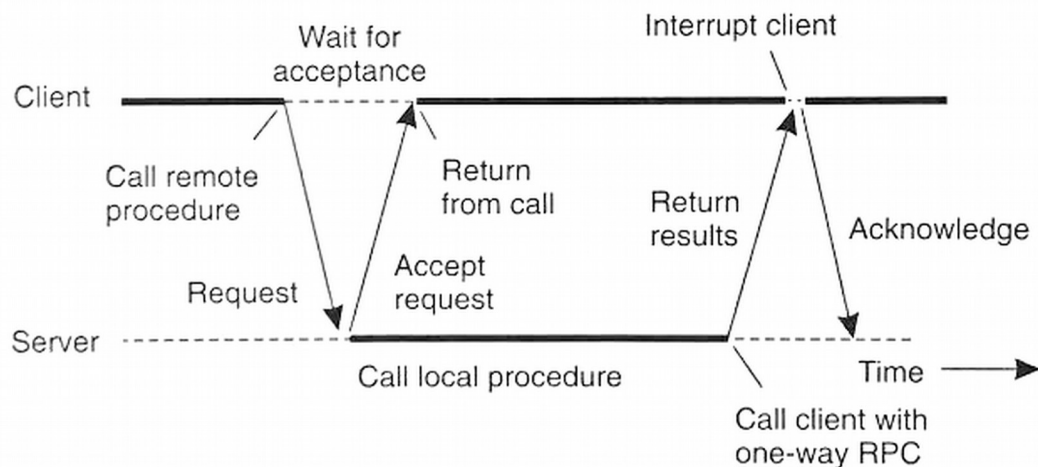 Interrupt client
Wait for
acceptance
Client
Call remote
procedure
Return
from call
Return
results
Acknowledge
Request
Accept
request
Server
Call local procedure
Time
Call client with
one-way RPC